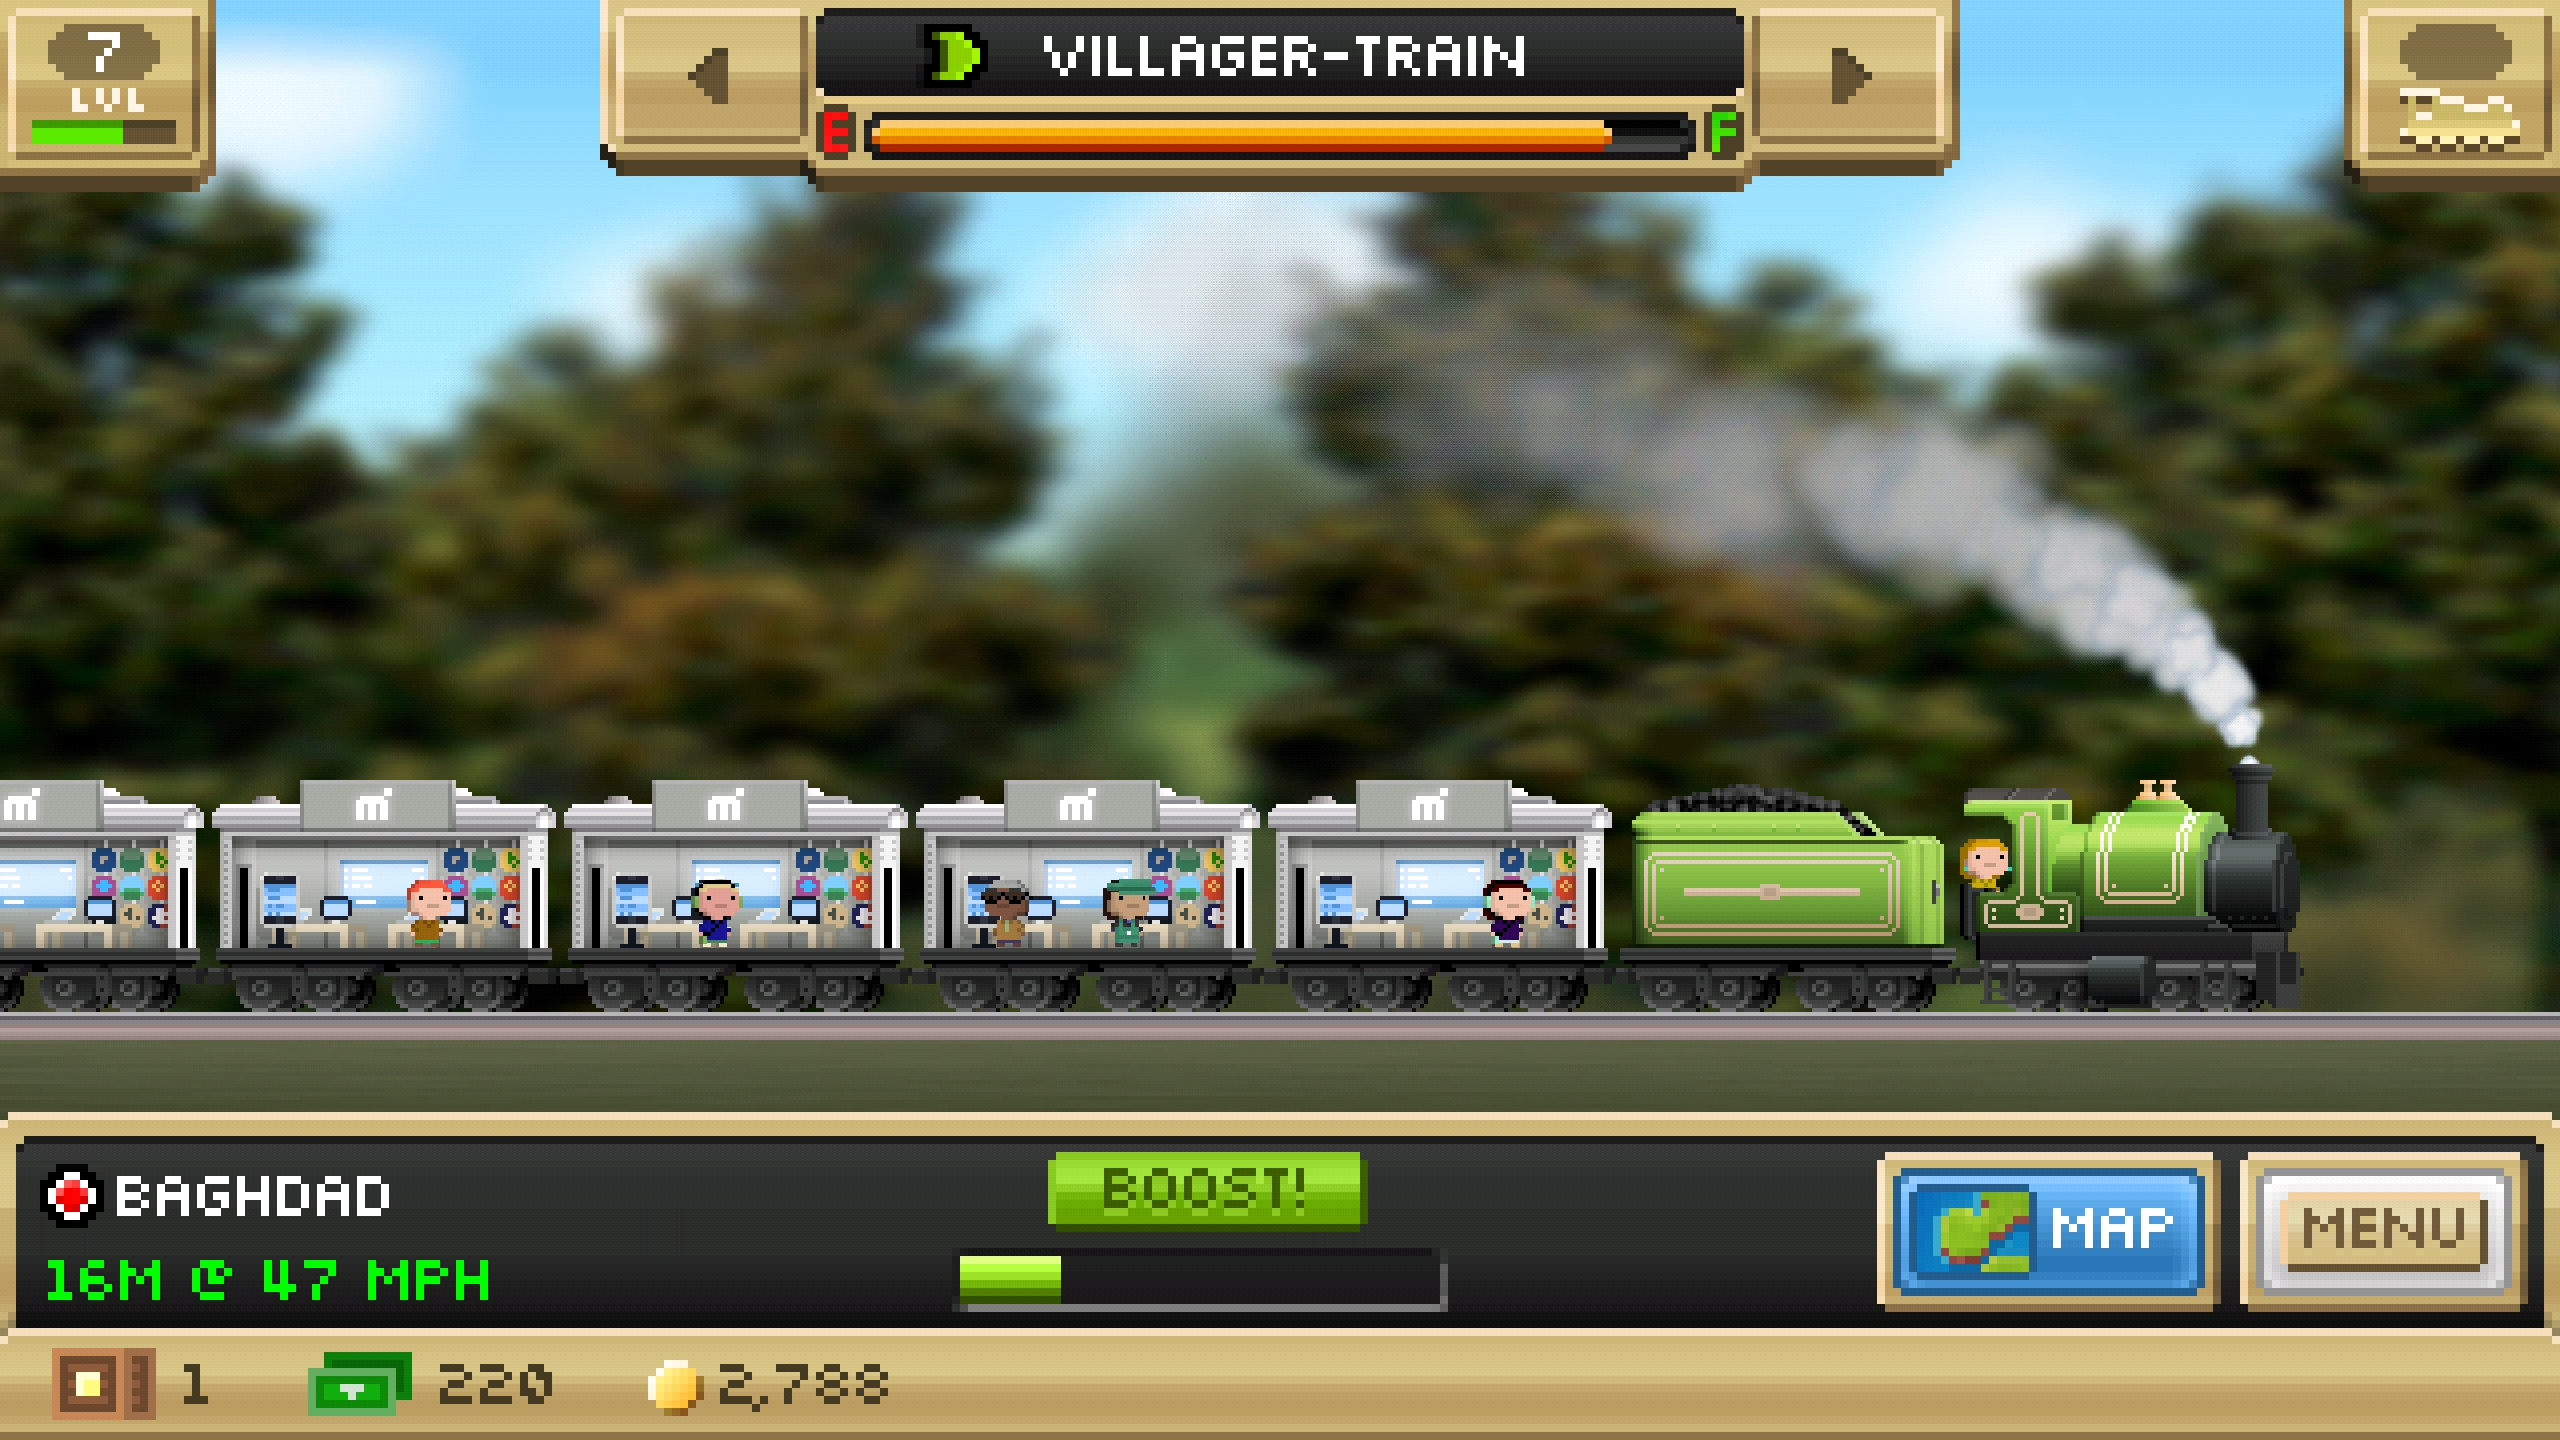 7
LVL
VILLAGER-TRAIN
E F
BAGHDAD
16M @ 47 MPH
BOOST!
MAP
MENU
m m m m m
1 220 2,788